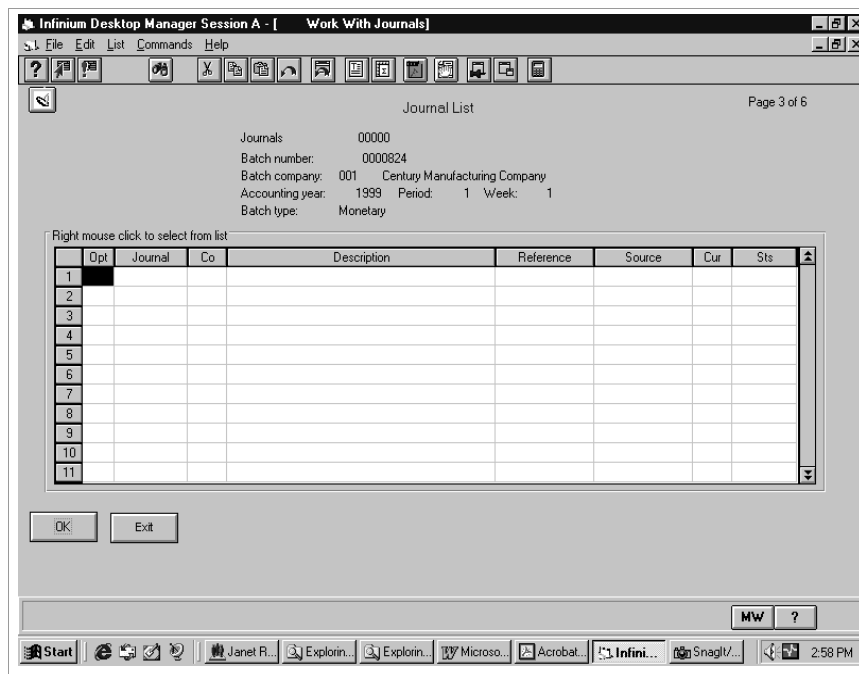 Infinium Desktop Manager Session A - [ Work With Journals]
File Edit List Commands Help
Journal List
Page 3 of 6
Journals 00000
Batch number: 0000824
Batch company: 001 Century Manufacturing Company
Accounting year: 1999 Period: 1 Week: 1
Batch type: Monetary
Right mouse click to select from list
Opt Journal Co Description Reference Source Cur Sts
1
2
3
4
5
6
7
8
9
10
11
OK Exit
MW ?
Start Janet R... Explorin... Explorin... Microso... Acrobat... Infini... SnagIt/... 2:58 PM